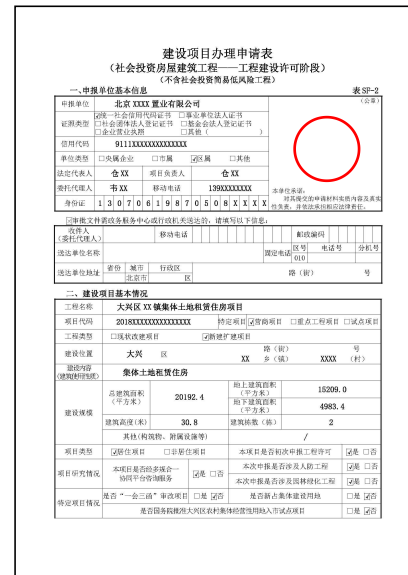 建设项目办理申请表
（社会投资房屋建筑工程——工程建设许可阶段）
（不含社会投资简易低风险工程）
一、申报单位基本信息 表 SF-2
申报单位 北京 XXXX 置业有限公司 （公章）
证照类型 ☑统一社会信用代码证书 □事业单位法人证书
□社会团体法人登记证书 □基金会法人登记证书
□企业营业执照 □其他（ ）
信用代码 9111XXXXXXXXXXXXXX
单位类型 □央属企业 □市属 ☑区属 □其他
法定代表人 仓 XX 项目负责人 仓 XX
委托代理人 韦 XX 移动电话 139XXXXXXXX
身份证 1 3 0 7 0 6 1 9 8 7 0 5 0 8 X X X X
本单位承诺：
对其提交的申请材料实质内容及真实性负责，并依法承担相应法律责任。
☑审批文件需政务服务中心或行政机关送达的，请填写以下信息：
收件人（委托代理人） 移动电话 邮政编码
送达单位名称 固定电话 区号 电话号 分机号
010
送达单位地址 省份 城市 行政区 路（街） 号
北京市 区
二、建设项目基本情况
工程名称 大兴区 XX 镇集体土地租赁住房项目
项目代码 2018XXXXXXXXXXXXXX 特定项目 ☑营商项目 □重点工程项目 □试点项目
工程类型 □现状改建项目 ☑新建扩建项目
建设位置 大兴 区 路（街） 号
XX 乡（镇） XXXX （村）
建设内容（建筑使用性质） 集体土地租赁住房
建设规模 总建筑面积（平方米） 20192.4 地上建筑面积（平方米） 15209.0
地下建筑面积（平方米） 4983.4
建筑高度(米) 30.8 建筑栋数（栋） 2
其他(构筑物、附属设施等) /
项目类型 ☑居住项目 □非居住项目 本项目是否初次申报工程许可 ☑是 □否
项目研究情况 本项目是否经多规合一协同平台咨询服务 ☑是 □否 本次申报是否涉及人防工程 ☑是 □否
本次申报是否涉及园林绿化工程 ☑是 □否
特定项目情况 是否“一会三函”审改项目 □是 ☑否 是否新占集体建设用地 □是 ☑否
是否国务院批准大兴区农村集体经营性用地入市试点项目 □是 ☑否